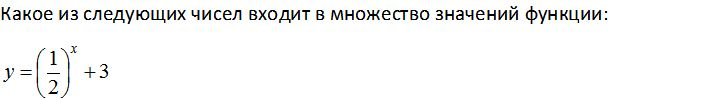 Какое из следующих чисел входит в множество значений функции:
y = (1/2)^x + 3